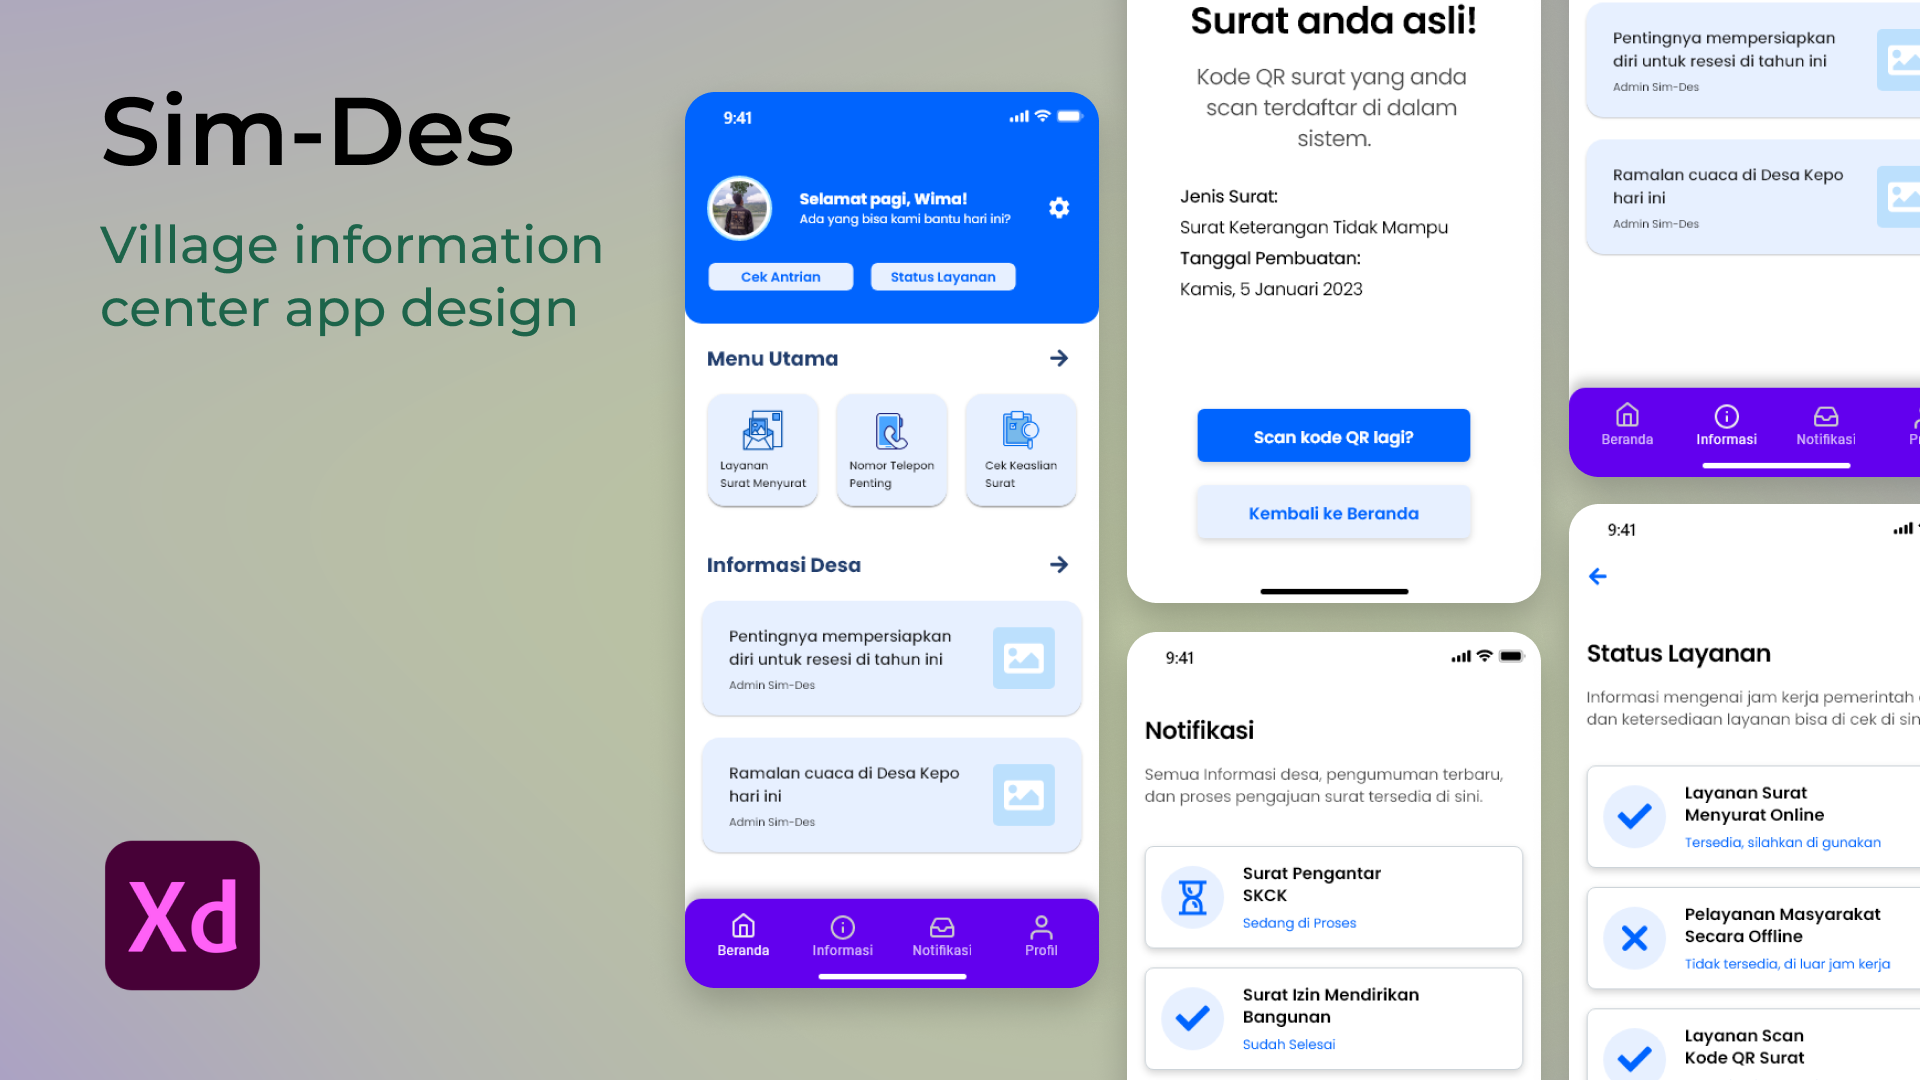 Sim-Des
Village information
center app design
Xd
9:41
Selamat pagi, Wima!
Ada yang bisa kami bantu hari ini?
Cek Antrian
Status Layanan
Menu Utama
Layanan
Surat Menyurat
Nomor Telepon
Penting
Cek Keaslian
Surat
Informasi Desa
Pentingnya mempersiapkan
diri untuk resesi di tahun ini
Admin Sim-Des
Ramalan cuaca di Desa Kepo
hari ini
Admin Sim-Des
Beranda
Informasi
Notifikasi
Profil
Surat anda asli!
Kode QR surat yang anda
scan terdaftar di dalam
sistem.
Jenis Surat:
Surat Keterangan Tidak Mampu
Tanggal Pembuatan:
Kamis, 5 Januari 2023
Scan kode QR lagi?
Kembali ke Beranda
9:41
Notifikasi
Semua Informasi desa, pengumuman terbaru,
dan proses pengajuan surat tersedia di sini.
Surat Pengantar
SKCK
Sedang di Proses
Surat Izin Mendirikan
Bangunan
Sudah Selesai
Pentingnya mempersiapkan
diri untuk resesi di tahun ini
Admin Sim-Des
Ramalan cuaca di Desa Kepo
hari ini
Admin Sim-Des
Beranda
Informasi
Notifikasi
9:41
Status Layanan
Informasi mengenai jam kerja pemerintah
dan ketersediaan layanan bisa di cek di
Layanan Surat
Menyurat Online
Tersedia, silahkan di gunakan
Pelayanan Masyarakat
Secara Offline
Tidak tersedia, di luar jam kerja
Layanan Scan
Kode QR Surat